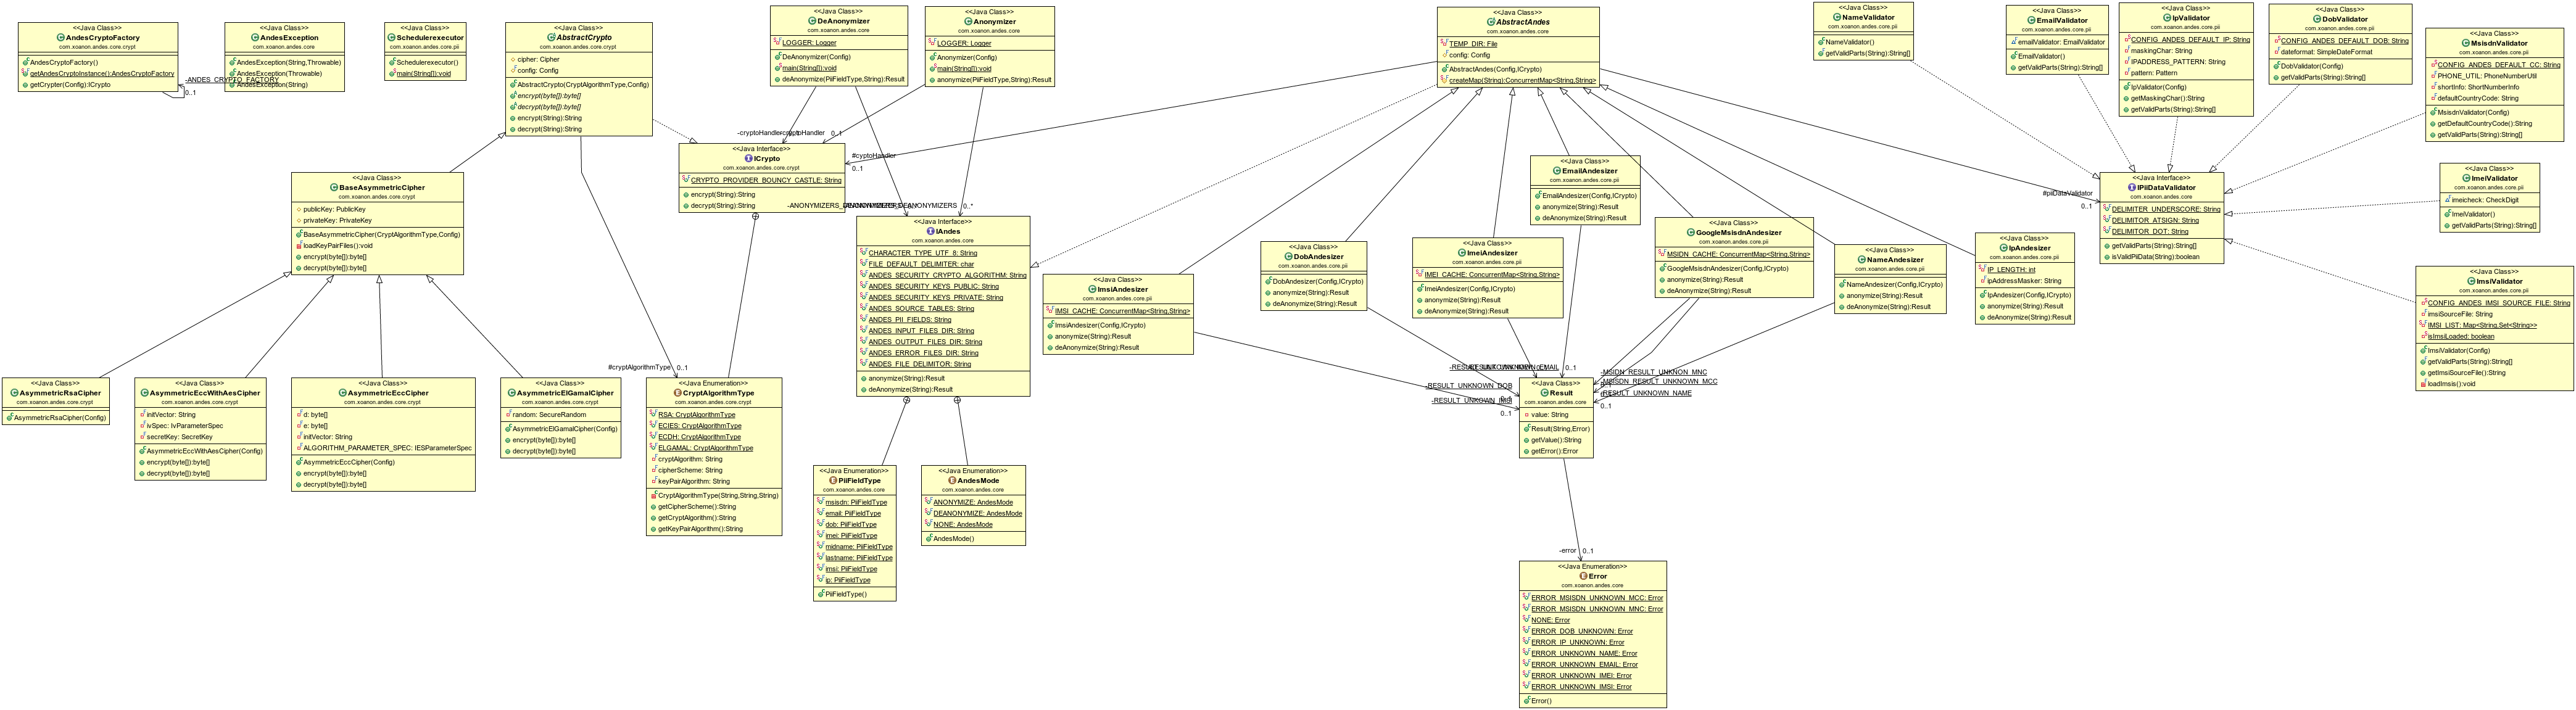 <<Java Class>>
AndesCryptoFactory
com.xoanon.andes.core.crypt
AndesCryptoFactory()
getAndesCryptoInstance():AndesCryptoFactory
getCrypter(Config):ICrypto
-ANDES_CRYPTO_FACTORY
0..1
<<Java Class>>
AndesException
com.xoanon.andes.core
AndesException(String,Throwable)
AndesException(Throwable)
AndesException(String)
<<Java Class>>
Schedulerexecutor
com.xoanon.andes.core.pii
Schedulerexecutor()
main(String[]):void
<<Java Class>>
AbstractCrypto
com.xoanon.andes.core.crypt
cipher: Cipher
config: Config
AbstractCrypto(CryptAlgorithmType,Config)
encrypt(byte[]):byte[]
decrypt(byte[]):byte[]
encrypt(String):String
decrypt(String):String
<<Java Class>>
DeAnonymizer
com.xoanon.andes.core
LOGGER: Logger
DeAnonymizer(Config)
main(String[]):void
deAnonymize(PiiFieldType,String):Result
<<Java Class>>
Anonymizer
com.xoanon.andes.core
LOGGER: Logger
Anonymizer(Config)
main(String[]):void
anonymize(PiiFieldType,String):Result
<<Java Class>>
AbstractAndes
com.xoanon.andes.core
TEMP_DIR: File
config: Config
AbstractAndes(Config,ICrypto)
createMap(String):ConcurrentMap<String,String>
<<Java Class>>
NameValidator
com.xoanon.andes.core.pii
NameValidator()
getValidParts(String):String[]
<<Java Class>>
EmailValidator
com.xoanon.andes.core.pii
emailValidator: EmailValidator
EmailValidator()
getValidParts(String):String[]
<<Java Class>>
IpValidator
com.xoanon.andes.core.pii
CONFIG_ANDES_DEFAULT_IP: String
maskingChar: String
IPADDRESS_PATTERN: String
pattern: Pattern
IpValidator(Config)
getMaskingChar():String
getValidParts(String):String[]
<<Java Class>>
DobValidator
com.xoanon.andes.core.pii
CONFIG_ANDES_DEFAULT_DOB: String
dateformat: SimpleDateFormat
DobValidator(Config)
getValidParts(String):String[]
<<Java Class>>
MsisdnValidator
com.xoanon.andes.core.pii
CONFIG_ANDES_DEFAULT_CC: String
PHONE_UTIL: PhoneNumberUtil
shortInfo: ShortNumberInfo
defaultCountryCode: String
MsisdnValidator(Config)
getDefaultCountryCode():String
getValidParts(String):String[]
-cryptoHandler
0..1
<<Java Interface>>
ICrypto
com.xoanon.andes.core.crypt
CRYPTO_PROVIDER_BOUNCY_CASTLE: String
encrypt(String):String
decrypt(String):String
#cyptoHandler
0..1
0..*
<<Java Class>>
EmailAndesizer
com.xoanon.andes.core.pii
EmailAndesizer(Config,ICrypto)
anonymize(String):Result
deAnonymize(String):Result
<<Java Class>>
ImeiValidator
com.xoanon.andes.core.pii
imeicheck: CheckDigit
ImeiValidator()
getValidParts(String):String[]
<<Java Class>>
BaseAsymmetricCipher
com.xoanon.andes.core.crypt
publicKey: PublicKey
privateKey: PrivateKey
BaseAsymmetricCipher(CryptAlgorithmType,Config)
loadKeyPairFiles():void
encrypt(byte[]):byte[]
decrypt(byte[]):byte[]
#piiDataValidator
0..1
<<Java Interface>>
IPiiDataValidator
com.xoanon.andes.core
DELIMITER_UNDERSCORE: String
DELIMITOR_ATSIGN: String
DELIMITOR_DOT: String
getValidParts(String):String[]
isValidPiiData(String):boolean
<<Java Interface>>
IAndes
com.xoanon.andes.core
CHARACTER_TYPE_UTF_8: String
FILE_DEFAULT_DELIMITER: char
ANDES_SECURITY_CRYPTO_ALGORITHM: String
ANDES_SECURITY_KEYS_PUBLIC: String
ANDES_SECURITY_KEYS_PRIVATE: String
ANDES_SOURCE_TABLES: String
ANDES_PII_FIELDS: String
ANDES_INPUT_FILES_DIR: String
ANDES_OUTPUT_FILES_DIR: String
ANDES_ERROR_FILES_DIR: String
ANDES_FILE_DELIMITOR: String
anonymize(String):Result
deAnonymize(String):Result
<<Java Class>>
GoogleMsisdnAndesizer
com.xoanon.andes.core.pii
MSIDN_CACHE: ConcurrentMap<String,String>
GoogleMsisdnAndesizer(Config,ICrypto)
anonymize(String):Result
deAnonymize(String):Result
<<Java Class>>
DobAndesizer
com.xoanon.andes.core.pii
DobAndesizer(Config,ICrypto)
anonymize(String):Result
deAnonymize(String):Result
<<Java Class>>
ImeiAndesizer
com.xoanon.andes.core.pii
IMEI_CACHE: ConcurrentMap<String,String>
ImeiAndesizer(Config,ICrypto)
anonymize(String):Result
deAnonymize(String):Result
<<Java Class>>
NameAndesizer
com.xoanon.andes.core.pii
NameAndesizer(Config,ICrypto)
anonymize(String):Result
deAnonymize(String):Result
<<Java Class>>
IpAndesizer
com.xoanon.andes.core.pii
IP_LENGTH: int
ipAddressMasker: String
IpAndesizer(Config,ICrypto)
anonymize(String):Result
deAnonymize(String):Result
<<Java Class>>
ImsiAndesizer
com.xoanon.andes.core.pii
IMSI_CACHE: ConcurrentMap<String,String>
ImsiAndesizer(Config,ICrypto)
anonymize(String):Result
deAnonymize(String):Result
<<Java Class>>
ImsiValidator
com.xoanon.andes.core.pii
CONFIG_ANDES_IMSI_SOURCE_FILE: String
imsiSourceFile: String
IMSI_LIST: Map<String,Set<String>>
isImsiLoaded: boolean
ImsiValidator(Config)
getValidParts(String):String[]
getImsiSourceFile():String
loadImsis():void
<<Java Class>>
AsymmetricRsaCipher
com.xoanon.andes.core.crypt
AsymmetricRsaCipher(Config)
<<Java Class>>
AsymmetricEccWithAesCipher
com.xoanon.andes.core.crypt
initVector: String
ivSpec: IvParameterSpec
secretKey: SecretKey
AsymmetricEccWithAesCipher(Config)
encrypt(byte[]):byte[]
decrypt(byte[]):byte[]
<<Java Class>>
AsymmetricEccCipher
com.xoanon.andes.core.crypt
d: byte[]
e: byte[]
initVector: String
ALGORITHM_PARAMETER_SPEC: IESParameterSpec
AsymmetricEccCipher(Config)
encrypt(byte[]):byte[]
decrypt(byte[]):byte[]
<<Java Class>>
AsymmetricElGamalCipher
com.xoanon.andes.core.crypt
random: SecureRandom
AsymmetricElGamalCipher(Config)
encrypt(byte[]):byte[]
decrypt(byte[]):byte[]
#cryptAlgorithmType
0..1
<<Java Enumeration>>
CryptAlgorithmType
com.xoanon.andes.core.crypt
RSA: CryptAlgorithmType
ECIES: CryptAlgorithmType
ECDH: CryptAlgorithmType
ELGAMAL: CryptAlgorithmType
cryptAlgorithm: String
cipherScheme: String
keyPairAlgorithm: String
CryptAlgorithmType(String,String,String)
getCipherScheme():String
getCryptAlgorithm():String
getKeyPairAlgorithm():String
0..1
-RESULT_UNKNOWN_DOB
-MSIDN_RESULT_UNKNON_MNC
-MSISDN_RESULT_UNKNOWN_MCC
-RESULT_UNKNOWN_NAME
0..1
0..1
<<Java Class>>
Result
com.xoanon.andes.core
value: String
Result(String,Error)
getValue():String
getError():Error
<<Java Enumeration>>
PiiFieldType
com.xoanon.andes.core
msisdn: PiiFieldType
email: PiiFieldType
dob: PiiFieldType
imei: PiiFieldType
midname: PiiFieldType
lastname: PiiFieldType
imsi: PiiFieldType
ip: PiiFieldType
PiiFieldType()
<<Java Enumeration>>
AndesMode
com.xoanon.andes.core
ANONYMIZE: AndesMode
DEANONYMIZE: AndesMode
NONE: AndesMode
AndesMode()
-error
0..1
<<Java Enumeration>>
Error
com.xoanon.andes.core
ERROR_MSISDN_UNKNOWN_MCC: Error
ERROR_MSISDN_UNKNOWN_MNC: Error
NONE: Error
ERROR_DOB_UNKNOWN: Error
ERROR_IP_UNKNOWN: Error
ERROR_UNKNOWN_NAME: Error
ERROR_UNKNOWN_EMAIL: Error
ERROR_UNKNOWN_IMEI: Error
ERROR_UNKNOWN_IMSI: Error
Error()